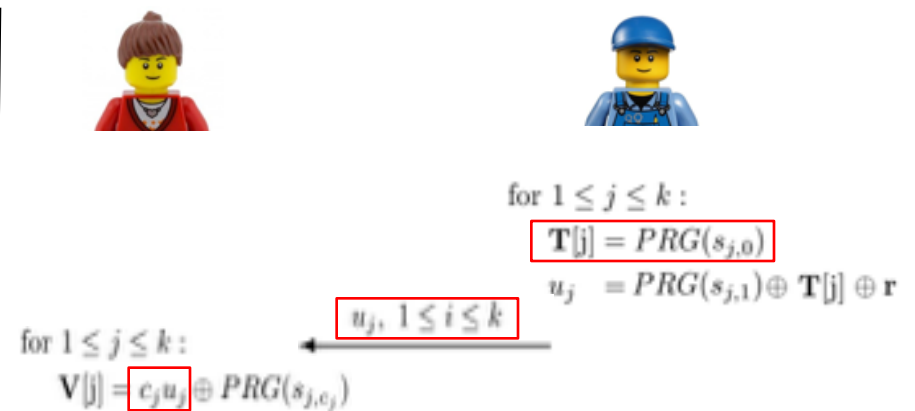 for 1 ≤ j ≤ k :
T[j] = PRG(s_{j,0})
u_j = PRG(s_{j,1}) ⊕ T[j] ⊕ r
u_j, 1 ≤ i ≤ k
for 1 ≤ j ≤ k :
V[j] = c_j u_j ⊕ PRG(s_{j,c_j})